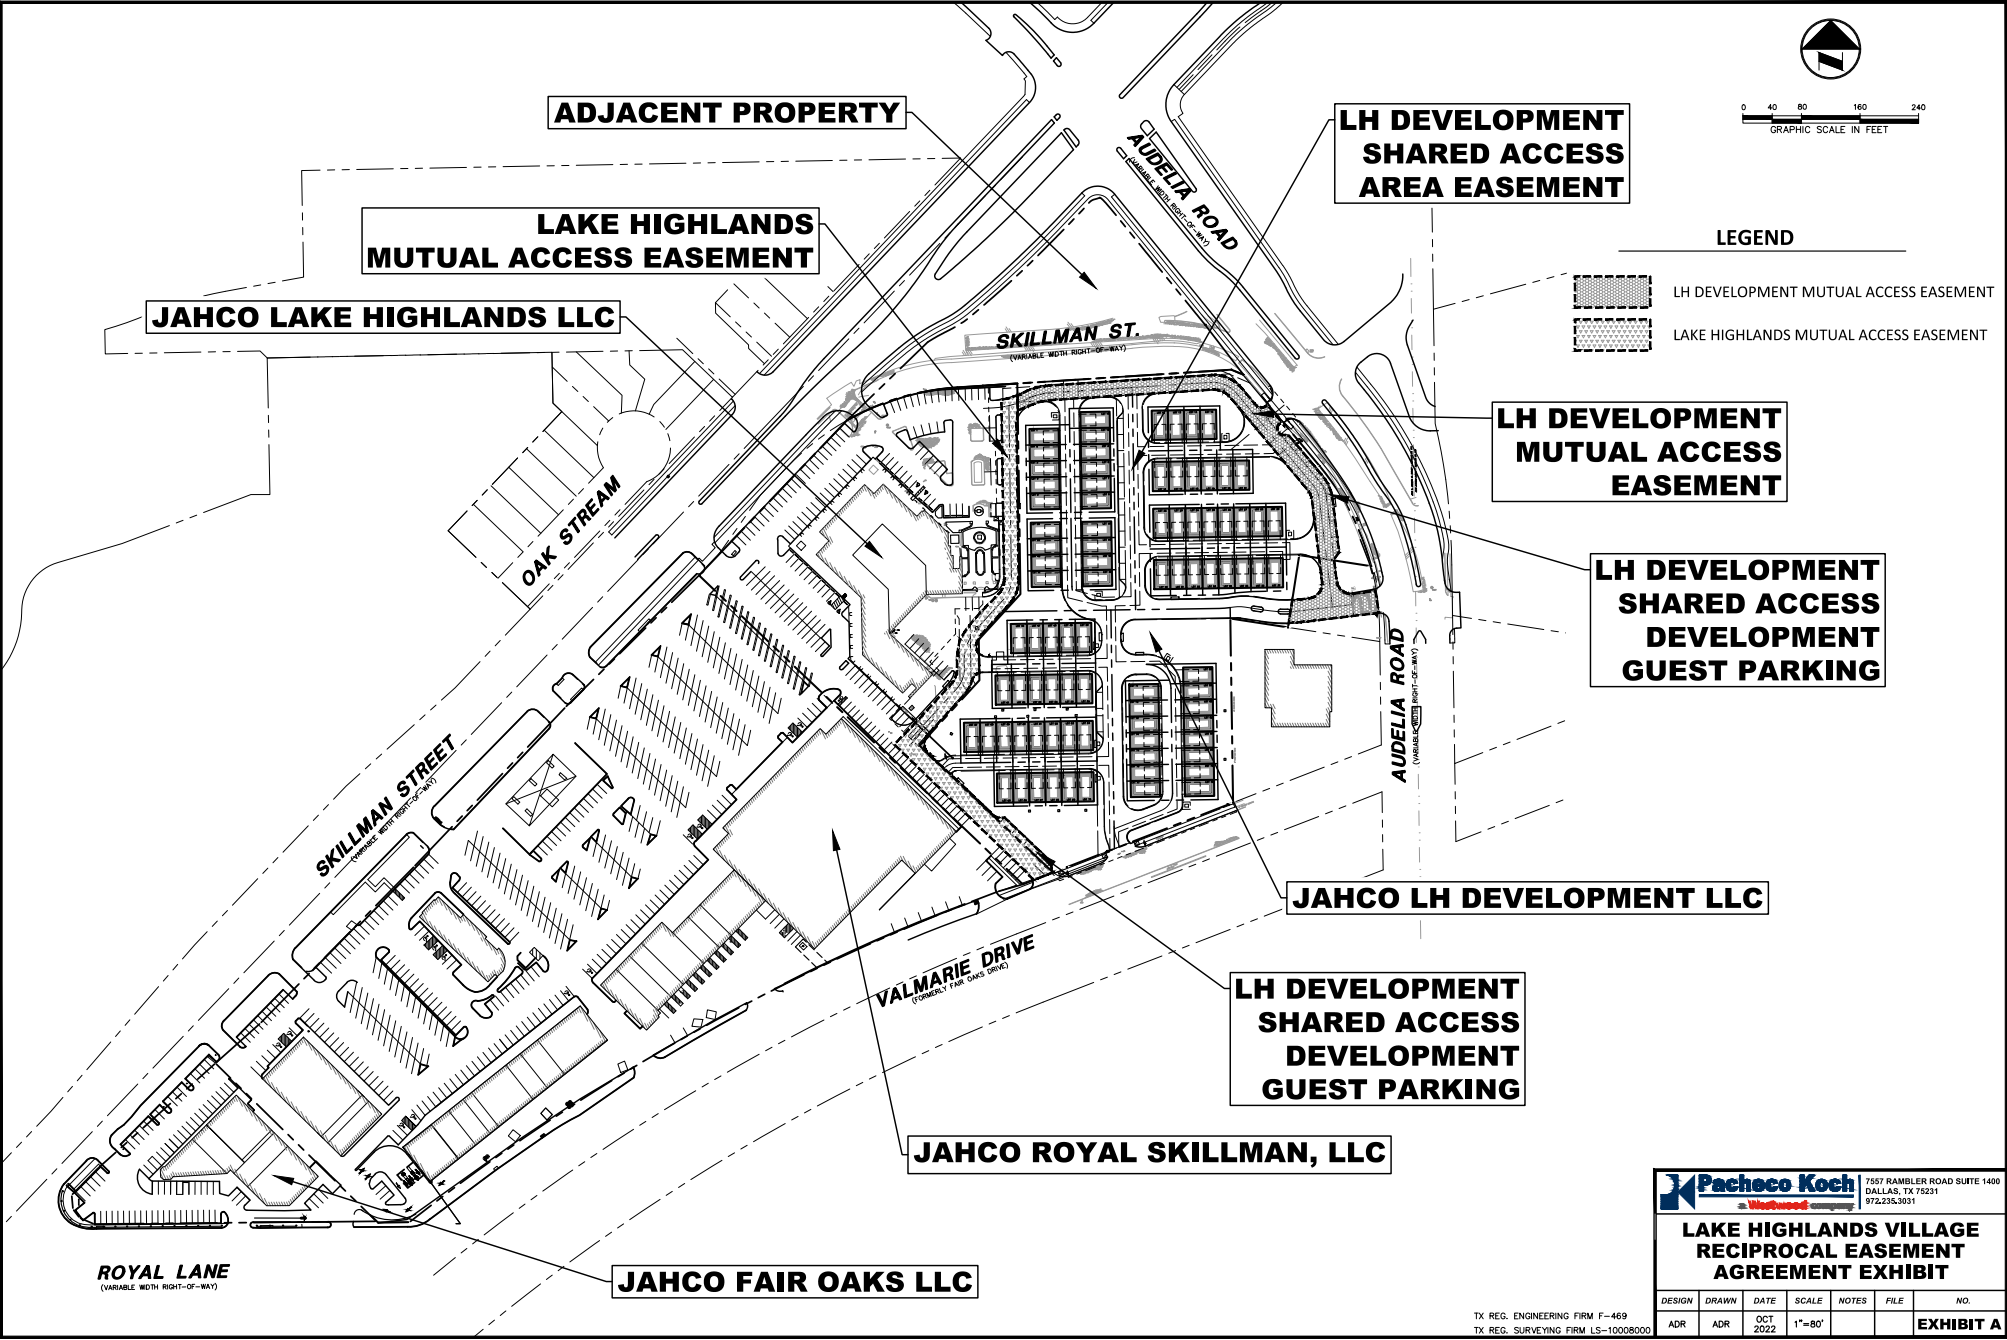 ADJACENT PROPERTY
LH DEVELOPMENT
SHARED ACCESS
AREA EASEMENT
0 40 80 160 240
GRAPHIC SCALE IN FEET
AUDELIA ROAD
(VARIABLE WIDTH RIGHT-OF-WAY)
LAKE HIGHLANDS
MUTUAL ACCESS EASEMENT
LEGEND
LH DEVELOPMENT MUTUAL ACCESS EASEMENT
LAKE HIGHLANDS MUTUAL ACCESS EASEMENT
JAHCO LAKE HIGHLANDS LLC
SKILLMAN ST.
(VARIABLE WIDTH RIGHT-OF-WAY)
LH DEVELOPMENT
MUTUAL ACCESS
EASEMENT
OAK STREAM
LH DEVELOPMENT
SHARED ACCESS
DEVELOPMENT
GUEST PARKING
AUDELIA ROAD
(VARIABLE WIDTH RIGHT-OF-WAY)
SKILLMAN STREET
(VARIABLE WIDTH RIGHT-OF-WAY)
JAHCO LH DEVELOPMENT LLC
VALMARIE DRIVE
(FORMERLY FAIR OAKS DRIVE)
LH DEVELOPMENT
SHARED ACCESS
DEVELOPMENT
GUEST PARKING
JAHCO ROYAL SKILLMAN, LLC
JAHCO FAIR OAKS LLC
ROYAL LANE
(VARIABLE WIDTH RIGHT-OF-WAY)
Pacheco Koch
a Westwood company
7557 RAMBLER ROAD SUITE 1400
DALLAS, TX 75231
972.235.3031
LAKE HIGHLANDS VILLAGE
RECIPROCAL EASEMENT
AGREEMENT EXHIBIT
DESIGN DRAWN DATE SCALE NOTES FILE NO.
ADR ADR OCT 2022 1"=80' EXHIBIT A
TX REG. ENGINEERING FIRM F-469
TX REG. SURVEYING FIRM LS-10008000